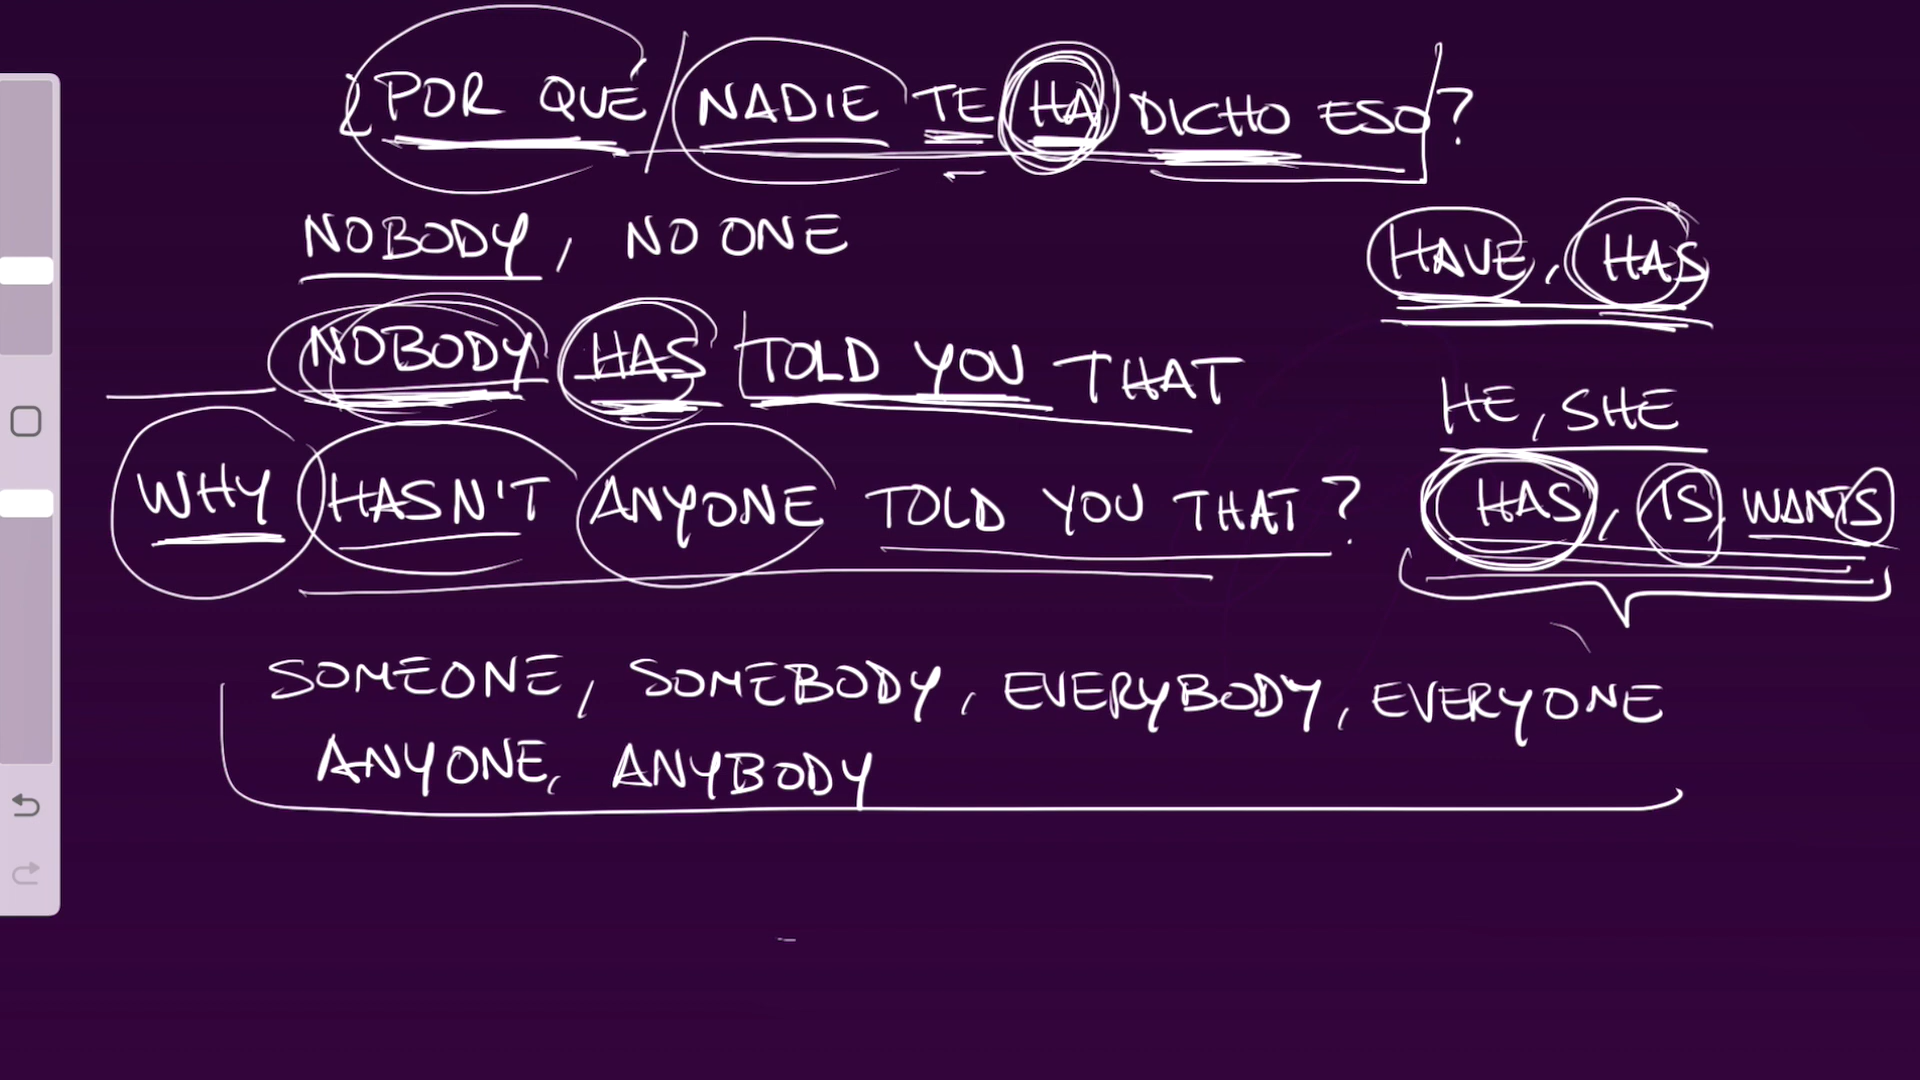 ¿POR QUÉ / NADIE TE HA DICHO ESO?
NOBODY, NO ONE
HAVE, HAS
NOBODY HAS TOLD YOU THAT
HE, SHE
WHY HASN'T ANYONE TOLD YOU THAT?
HAS, IS, WANTS
SOMEONE, SOMEBODY, EVERYBODY, EVERYONE
ANYONE, ANYBODY